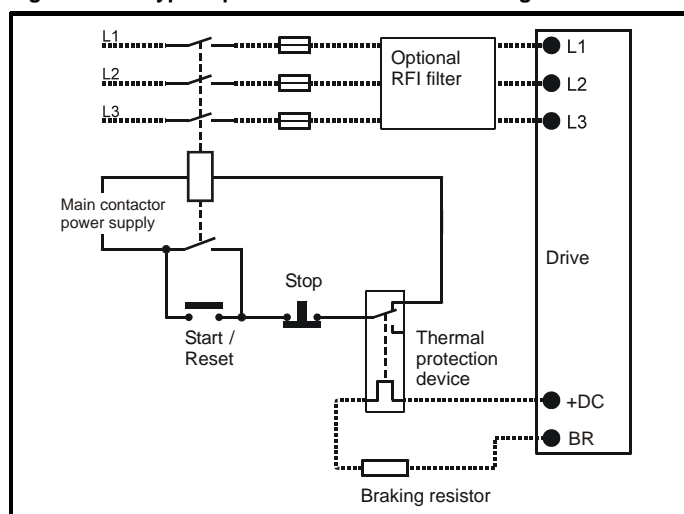 L1
L1
L2
L2
L3
L3
Optional
RFI filter
Main contactor
power supply
Drive
Stop
Start /
Reset
Thermal
protection
device
+DC
BR
Braking resistor